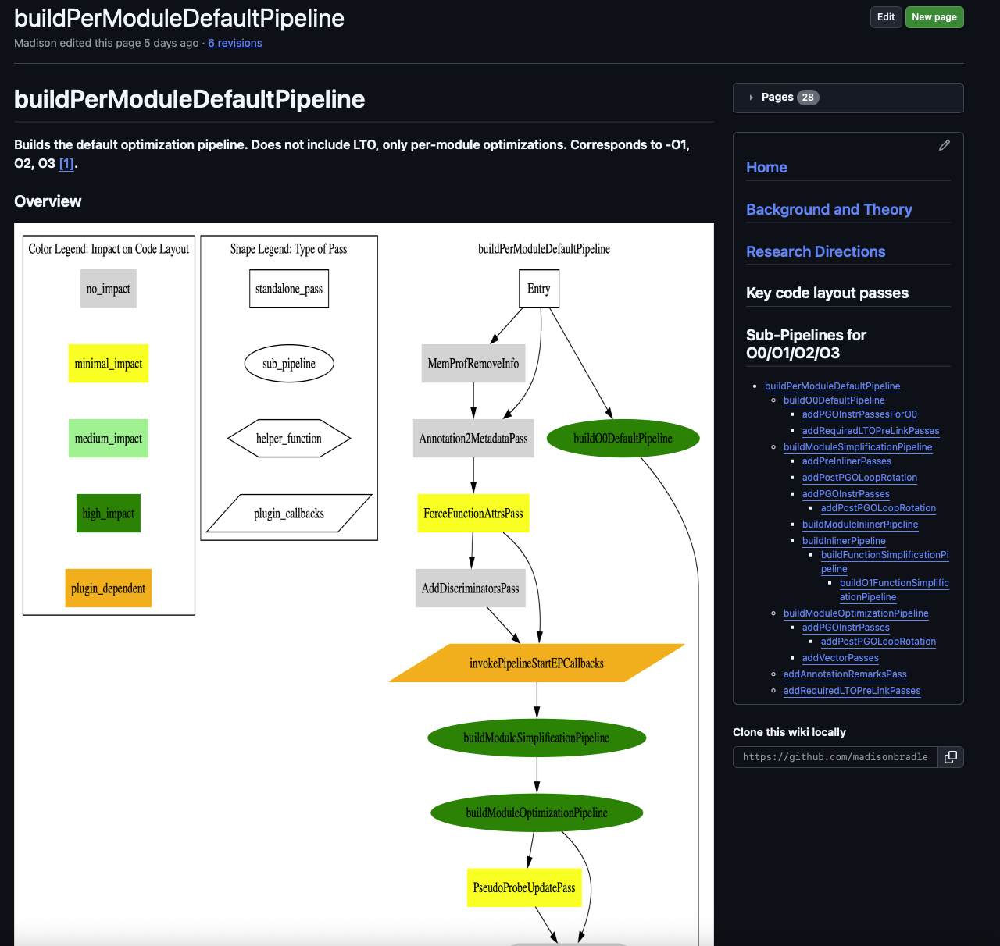 buildPerModuleDefaultPipeline
Edit
New page
Madison edited this page 5 days ago · 6 revisions
buildPerModuleDefaultPipeline
Builds the default optimization pipeline. Does not include LTO, only per-module optimizations. Corresponds to -O1,
O2, O3 [1].
Overview
Color Legend: Impact on Code Layout
no_impact
minimal_impact
medium_impact
high_impact
plugin_dependent
Shape Legend: Type of Pass
standalone_pass
sub_pipeline
helper_function
plugin_callbacks
buildPerModuleDefaultPipeline
Entry
MemProfRemoveInfo
Annotation2MetadataPass
buildO0DefaultPipeline
ForceFunctionAttrsPass
AddDiscriminatorsPass
invokePipelineStartEPCallbacks
buildModuleSimplificationPipeline
buildModuleOptimizationPipeline
PseudoProbeUpdatePass
Pages 28
Home
Background and Theory
Research Directions
Key code layout passes
Sub-Pipelines for
O0/O1/O2/O3
buildPerModuleDefaultPipeline
buildO0DefaultPipeline
addPGOInstrPassesForO0
addRequiredLTOPreLinkPasses
buildModuleSimplificationPipeline
addPreInlinerPasses
addPostPGOLoopRotation
addPGOInstrPasses
addPostPGOLoopRotation
buildModuleInlinerPipeline
buildInlinerPipeline
buildFunctionSimplificationPi
peline
buildO1FunctionSimplific
ationPipeline
buildModuleOptimizationPipeline
addPGOInstrPasses
addPostPGOLoopRotation
addVectorPasses
addAnnotationRemarksPass
addRequiredLTOPreLinkPasses
Clone this wiki locally
https://github.com/madisonbradle